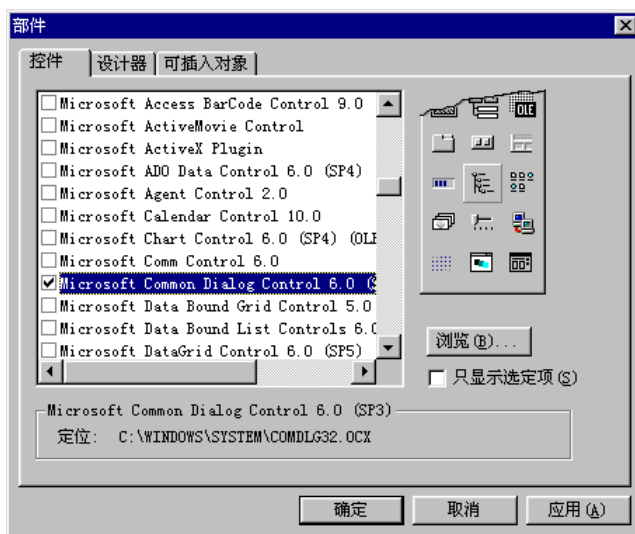 部件
控件
设计器
可插入对象
Microsoft Access BarCode Control 9.0
Microsoft ActiveMovie Control
Microsoft ActiveX Plugin
Microsoft ADO Data Control 6.0 (SP4)
Microsoft Agent Control 2.0
Microsoft Calendar Control 10.0
Microsoft Chart Control 6.0 (SP4) (OLE
Microsoft Comm Control 6.0
Microsoft Common Dialog Control 6.0 (S
Microsoft Data Bound Grid Control 5.0
Microsoft Data Bound List Controls 6.0
Microsoft DataGrid Control 6.0 (SP5)
OLE
浏览(B)...
只显示选定项(S)
Microsoft Common Dialog Control 6.0 (SP3)
定位: C:\WINDOWS\SYSTEM\COMDLG32.OCX
确定
取消
应用(A)